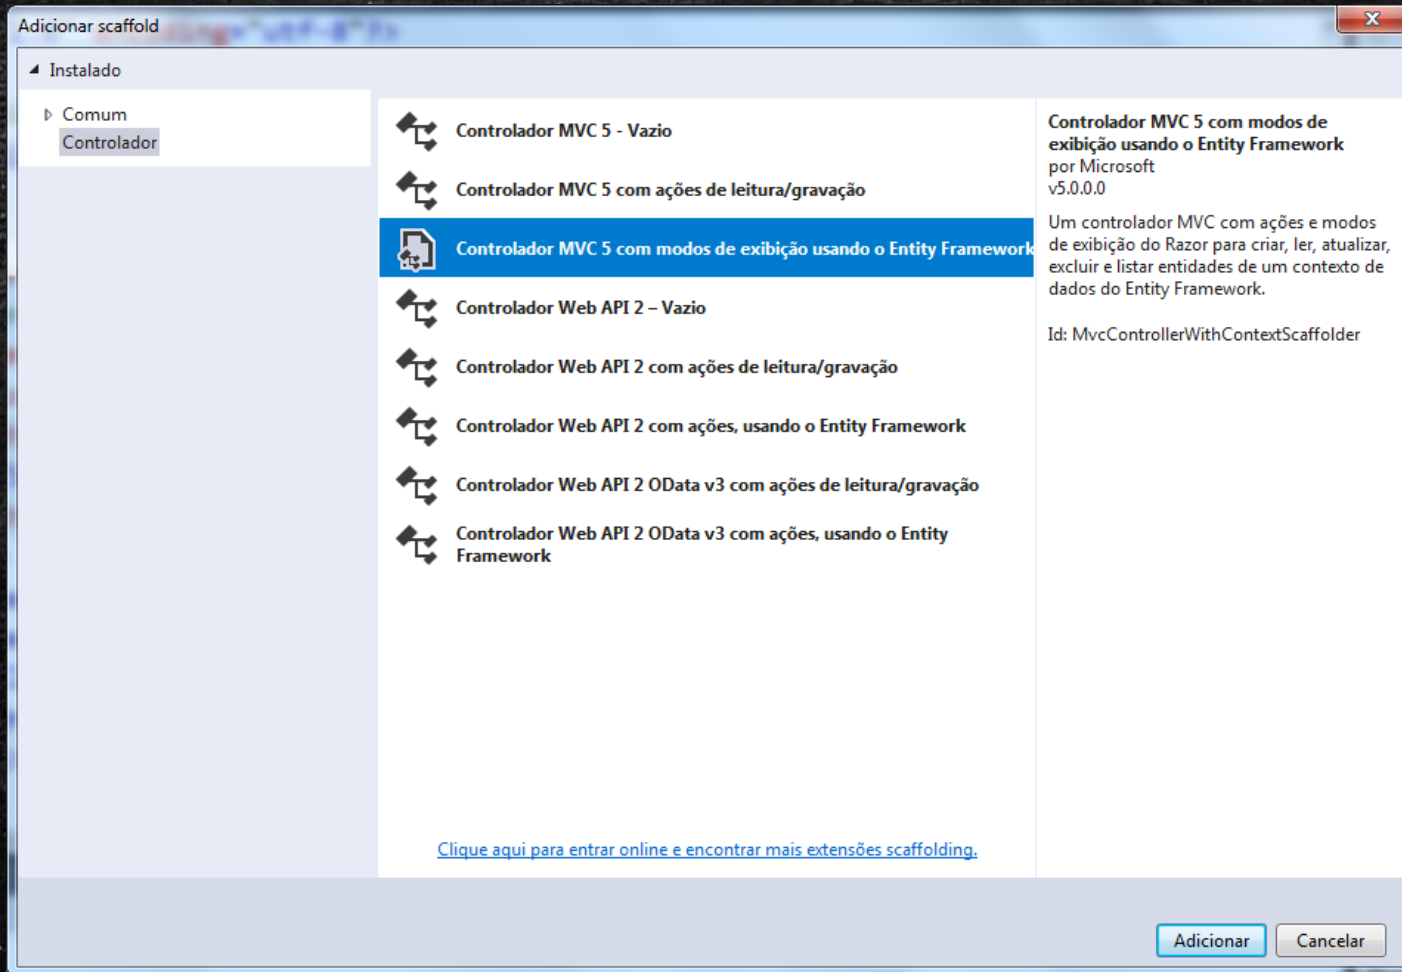 Adicionar scaffold
Instalado
Comum
Controlador
Controlador MVC 5 - Vazio
Controlador MVC 5 com ações de leitura/gravação
Controlador MVC 5 com modos de exibição usando o Entity Framework
Controlador Web API 2 – Vazio
Controlador Web API 2 com ações de leitura/gravação
Controlador Web API 2 com ações, usando o Entity Framework
Controlador Web API 2 OData v3 com ações de leitura/gravação
Controlador Web API 2 OData v3 com ações, usando o Entity
Framework
Clique aqui para entrar online e encontrar mais extensões scaffolding.
Controlador MVC 5 com modos de
exibição usando o Entity Framework
por Microsoft
v5.0.0.0
Um controlador MVC com ações e modos
de exibição do Razor para criar, ler, atualizar,
excluir e listar entidades de um contexto de
dados do Entity Framework.
Id: MvcControllerWithContextScaffolder
Adicionar
Cancelar